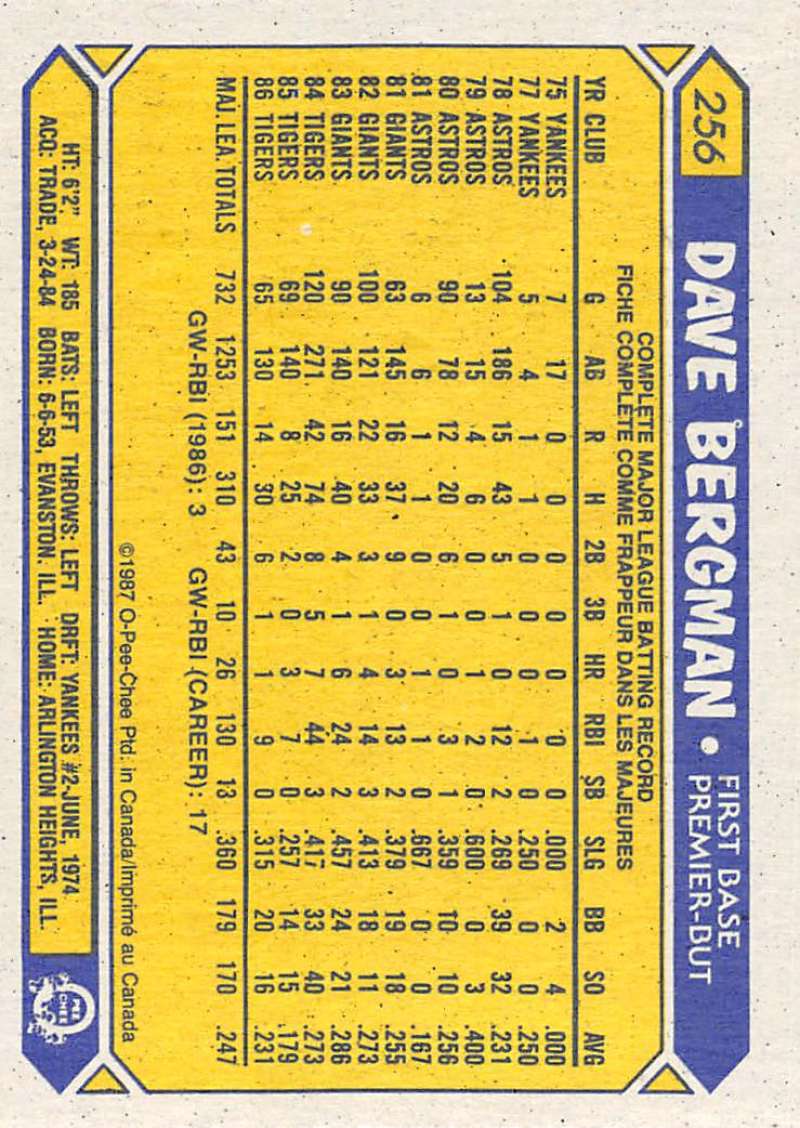 256 DAVE BERGMAN • FIRST BASE
PREMIER-BUT
COMPLETE MAJOR LEAGUE BATTING RECORD
FICHE COMPLÈTE COMME FRAPPEUR DANS LES MAJEURES
YR CLUB G AB R H 2B 3B HR RBI SB SLG BB SO AVG
75 YANKEES 7 17 0 0 0 0 0 0 0 .000 2 4 .000
77 YANKEES 5 4 1 1 0 0 0 1 0 .250 0 0 .250
78 ASTROS 104 186 15 43 5 1 0 12 2 .269 39 32 .231
79 ASTROS 13 15 4 6 0 0 1 2 0 .600 0 3 .400
80 ASTROS 90 78 12 20 6 1 0 3 1 .359 10 10 .256
81 ASTROS 6 6 1 1 0 0 1 1 0 .667 0 0 .167
81 GIANTS 63 145 16 37 9 0 3 13 2 .379 19 18 .255
82 GIANTS 100 121 22 33 3 1 4 14 3 .413 18 11 .273
83 GIANTS 90 140 16 40 4 1 6 24 2 .457 24 21 .286
84 TIGERS 120 271 42 74 8 5 7 44 3 .417 33 40 .273
85 TIGERS 69 140 8 25 2 0 3 7 0 .257 14 15 .179
86 TIGERS 65 130 14 30 6 1 1 9 0 .315 20 16 .231
MAJ. LEA. TOTALS 732 1253 151 310 43 10 26 130 13 .360 179 170 .247
GW-RBI (1986): 3 GW-RBI (CAREER): 17
©1987 O-Pee-Chee Ptd: in Canada/Imprimé au Canada
HT: 6'2" WT: 185 BATS: LEFT THROWS: LEFT DRFT: YANKEES #2-JUNE, 1974
ACQ: TRADE, 3-24-84 BORN: 6-6-53, EVANSTON. ILL. HOME: ARLINGTON HEIGHTS, ILL.
O
PEE
CHEE